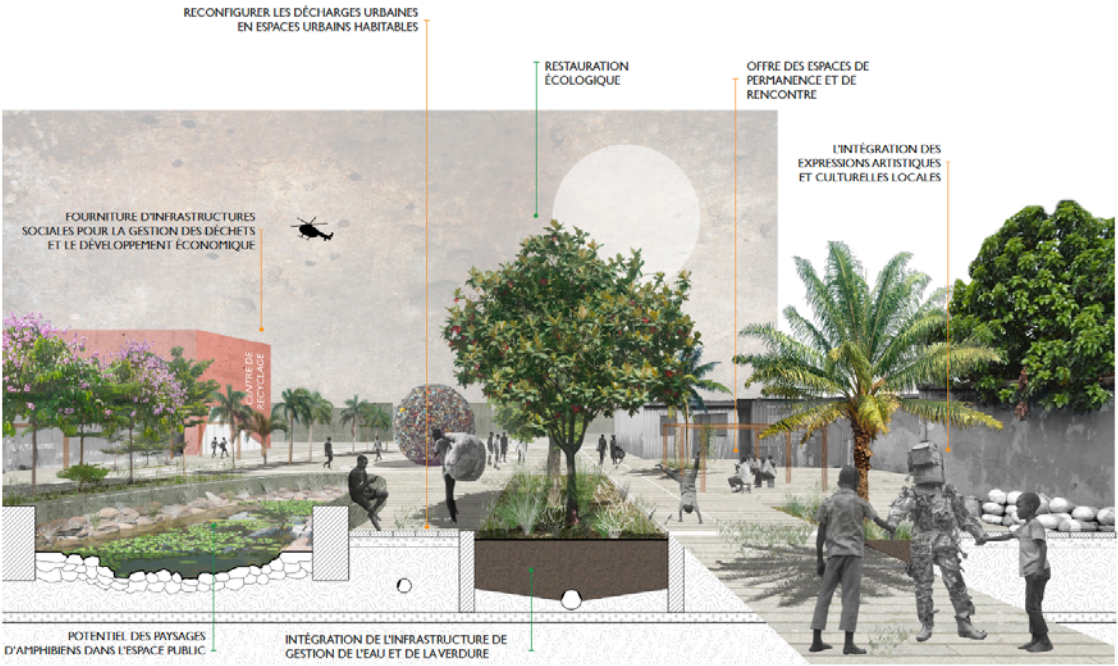 RECONFIGURER LES DÉCHARGES URBAINES
EN ESPACES URBAINS HABITABLES
RESTAURATION
ÉCOLOGIQUE
OFFRE DES ESPACES DE
PERMANENCE ET DE
RENCONTRE
L'INTÉGRATION DES
EXPRESSIONS ARTISTIQUES
ET CULTURELLES LOCALES
FOURNITURE D'INFRASTRUCTURES
SOCIALES POUR LA GESTION DES DÉCHETS
ET LE DÉVELOPPEMENT ÉCONOMIQUE
CENTRE DE
RECYCLAGE
POTENTIEL DES PAYSAGES
D'AMPHIBIENS DANS L'ESPACE PUBLIC
INTÉGRATION DE L'INFRASTRUCTURE DE
GESTION DE L'EAU ET DE LA VERDURE